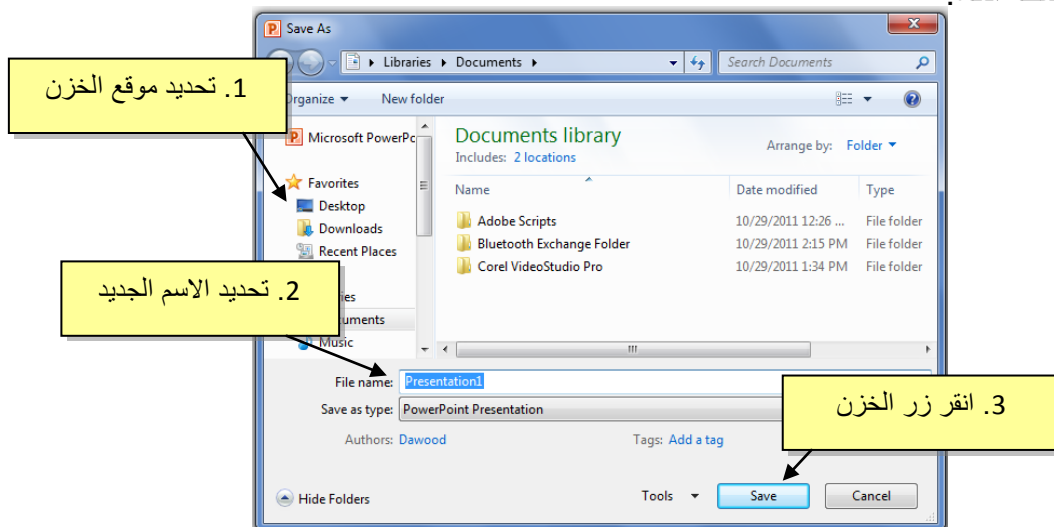 Save As
Libraries ▸ Documents ▸
Search Documents
1. تحديد موقع الخزن
Organize
New folder
Microsoft PowerPc
Documents library
Includes: 2 locations
Arrange by: Folder
Favorites
Name
Date modified
Type
Desktop
Adobe Scripts
10/29/2011 12:26 ...
File folder
Downloads
Bluetooth Exchange Folder
10/29/2011 2:15 PM
File folder
Recent Places
Corel VideoStudio Pro
10/29/2011 1:34 PM
File folder
2. تحديد الاسم الجديد
Music
File name: Presentation1
Save as type: PowerPoint Presentation
3. انقر زر الخزن
Authors: Dawood
Tags: Add a tag
Hide Folders
Tools
Save
Cancel